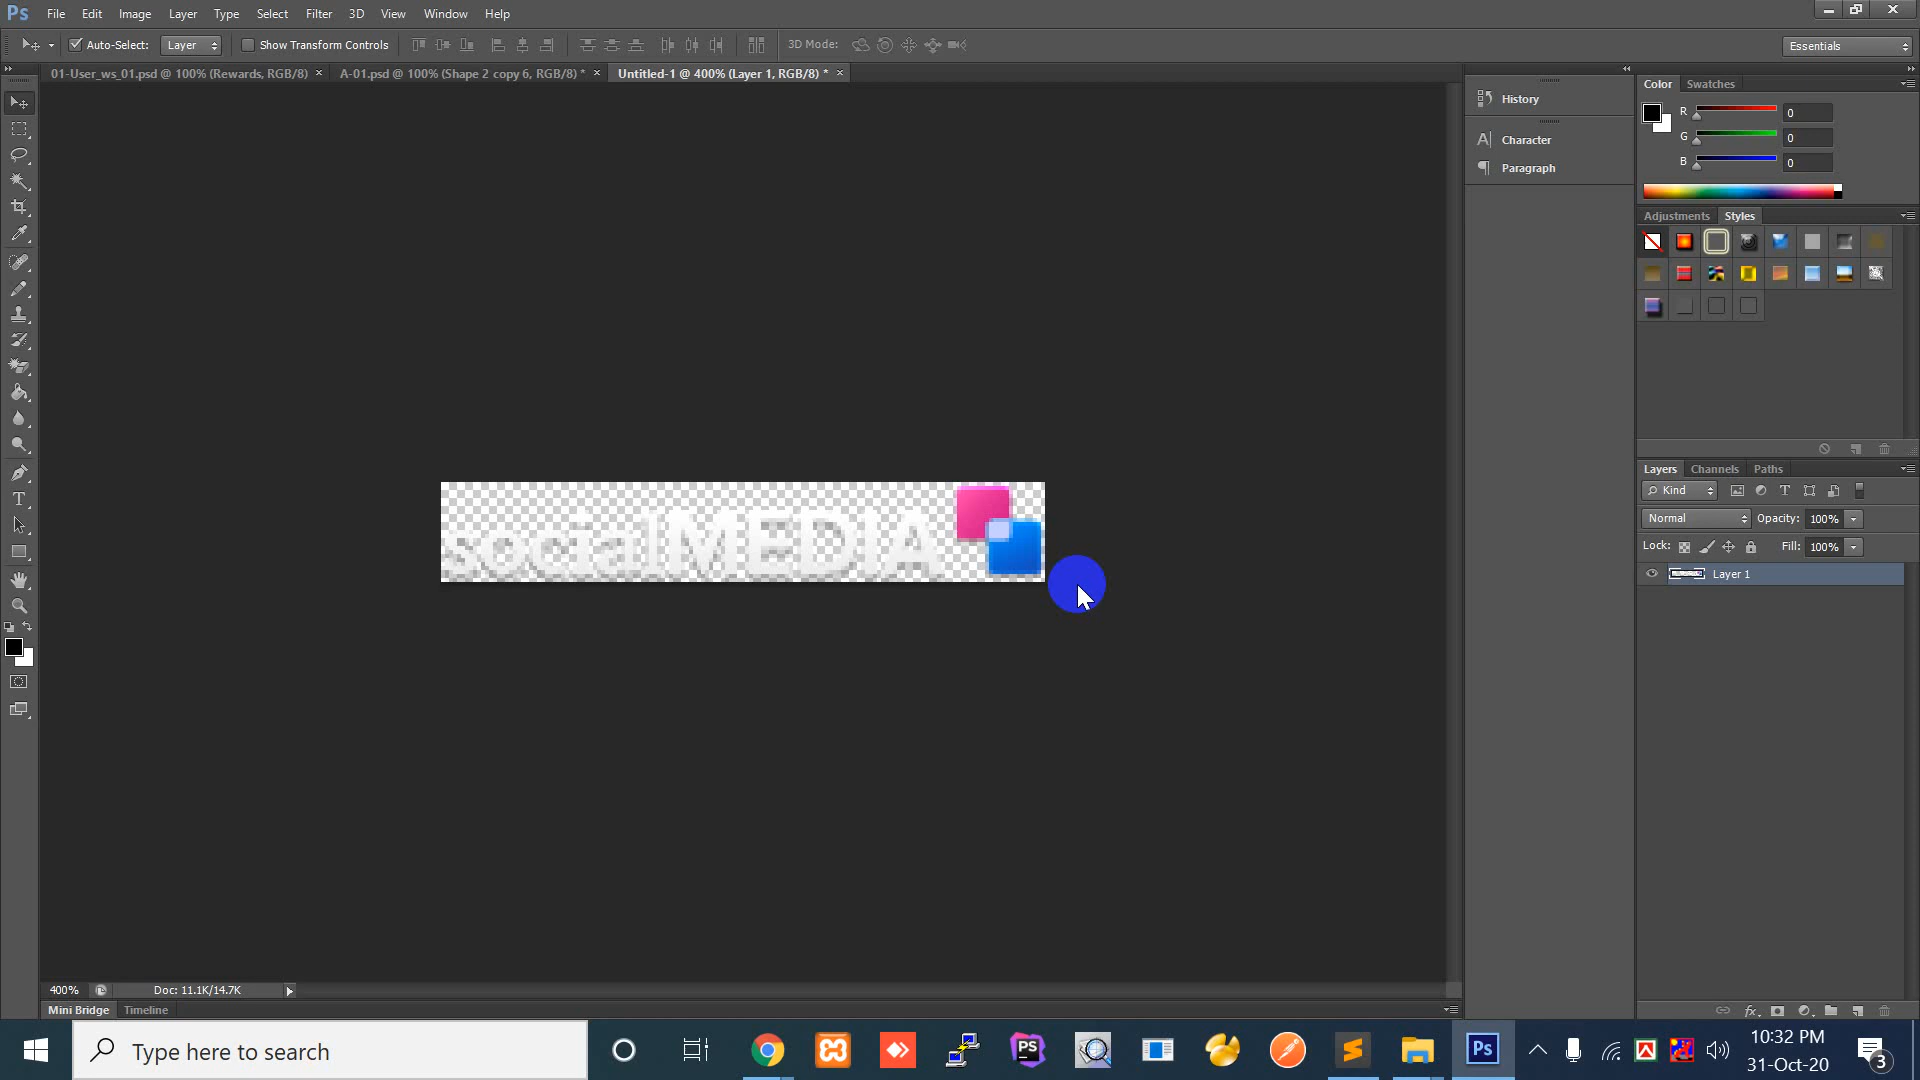 Ps File Edit Image Layer Type Select Filter 3D View Window Help
Auto-Select: Layer Show Transform Controls 3D Mode: Essentials
01-User_ws_01.psd @ 100% (Rewards, RGB/8) × A-01.psd @ 100% (Shape 2 copy 6, RGB/8) * × Untitled-1 @ 400% (Layer 1, RGB/8) * ×
History
Character
Paragraph
Color Swatches
R 0
G 0
B 0
Adjustments Styles
Layers Channels Paths
Kind
Normal Opacity: 100%
Lock: Fill: 100%
Layer 1
socialMEDIA
400% Doc: 11.1K/14.7K
Mini Bridge Timeline
Type here to search
PS
Ps
10:32 PM
31-Oct-20
3